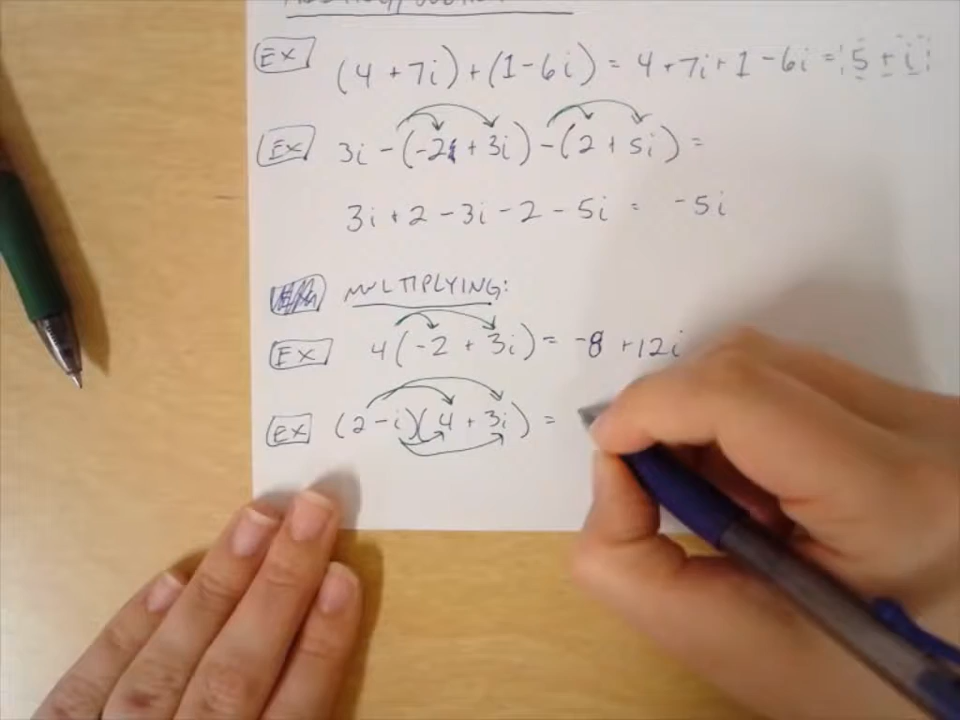 EX (4 + 7i) + (1 - 6i) = 4 + 7i + 1 - 6i = 5 + i
EX 3i - (-2 + 3i) - (2 + 5i) =
3i + 2 - 3i - 2 - 5i = -5i
MULTIPLYING:
EX 4(-2 + 3i) = -8 + 12i
EX (2 - i)(4 + 3i) =